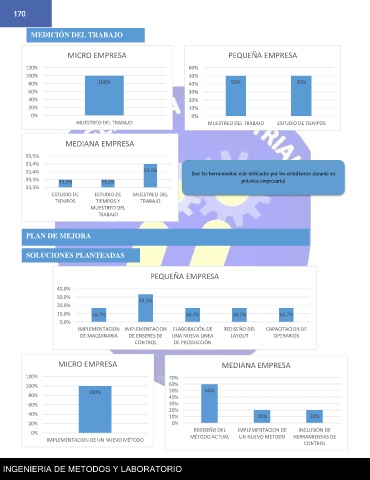 170
MEDICIÓN DEL TRABAJO
MICRO EMPRESA
120%
100%
80%
60%
40%
20%
0%
100%
MUESTREO DEL TRABAJO
PEQUEÑA EMPRESA
60%
50%
40%
30%
20%
10%
0%
50%
50%
MUESTREO DEL TRABAJO
ESTUDIO DE TIEMPOS
MEDIANA EMPRESA
33,5%
33,4%
33,4%
33,3%
33,3%
33,3%
33,3%
33,4%
ESTUDIO DE TIEMPOS
ESTUDIO DE TIEMPOS Y MUESTREO DEL TRABAJO
MUESTREO DEL TRABAJO
Son las herramientas más utilizadas por los estudiantes durante su
práctica empresarial
PLAN DE MEJORA
SOLUCIONES PLANTEADAS
PEQUEÑA EMPRESA
40,0%
30,0%
20,0%
10,0%
0,0%
16,7%
33,3%
16,7%
16,7%
16,7%
IMPLEMENTACION DE MAQUINARIA
IMPLEMENTACION DE ENSERES DE CONTROL
ELABORACIÓN DE UNA NUEVA LINEA DE PRODUCCIÓN
REDISEÑO DEL LAYOUT
CAPACITACION DE OPERARIOS
MICRO EMPRESA
120%
100%
80%
60%
40%
20%
0%
100%
IMPLEMENTACION DE UN NUEVO MÉTODO
MEDIANA EMPRESA
70%
60%
50%
40%
30%
20%
10%
0%
60%
20%
20%
REDISEÑO DEL MÉTODO ACTUAL
IMPLEMENTACION DE UN NUEVO METODO
INCLUSIÓN DE HERRAMIENTAS DE CONTROL
INGENIERIA DE METODOS Y LABORATORIO